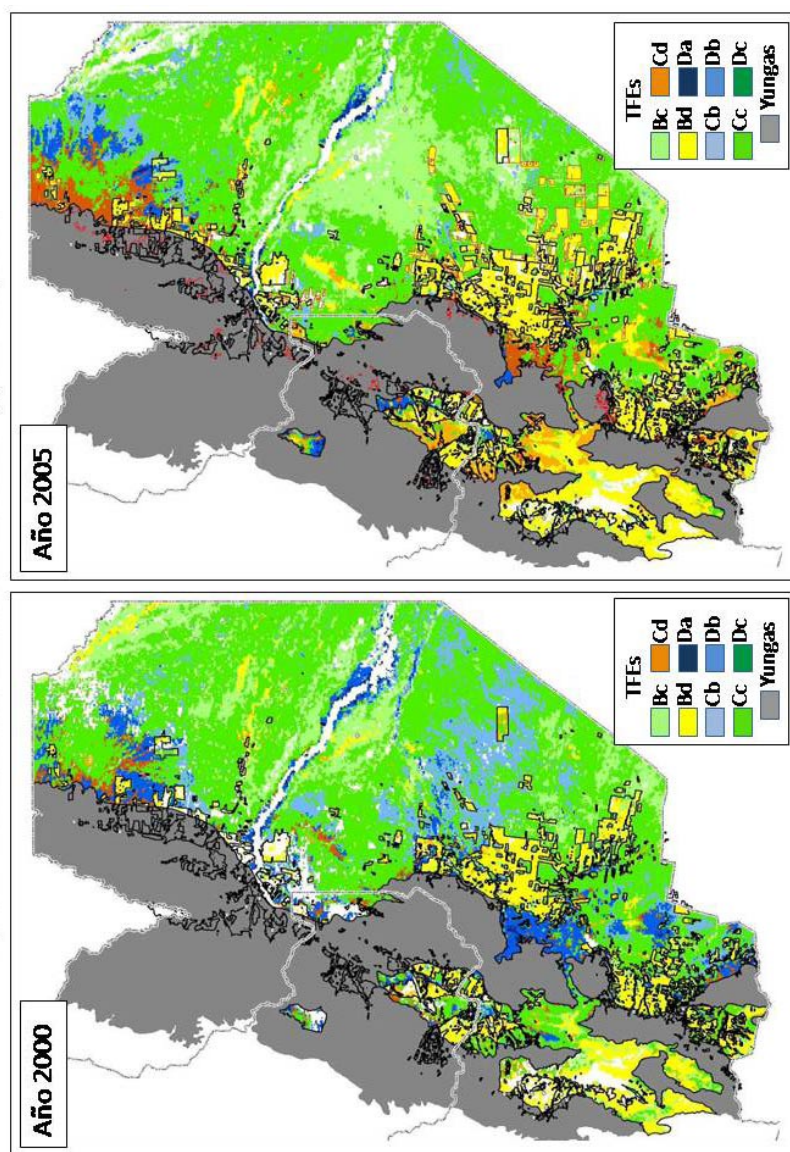 Año 2000
TFEs
Bc Cd
Bd Da
Cb Db
Cc Dc
Yungas
Año 2005
TFEs
Bc Cd
Bd Da
Cb Db
Cc Dc
Yungas